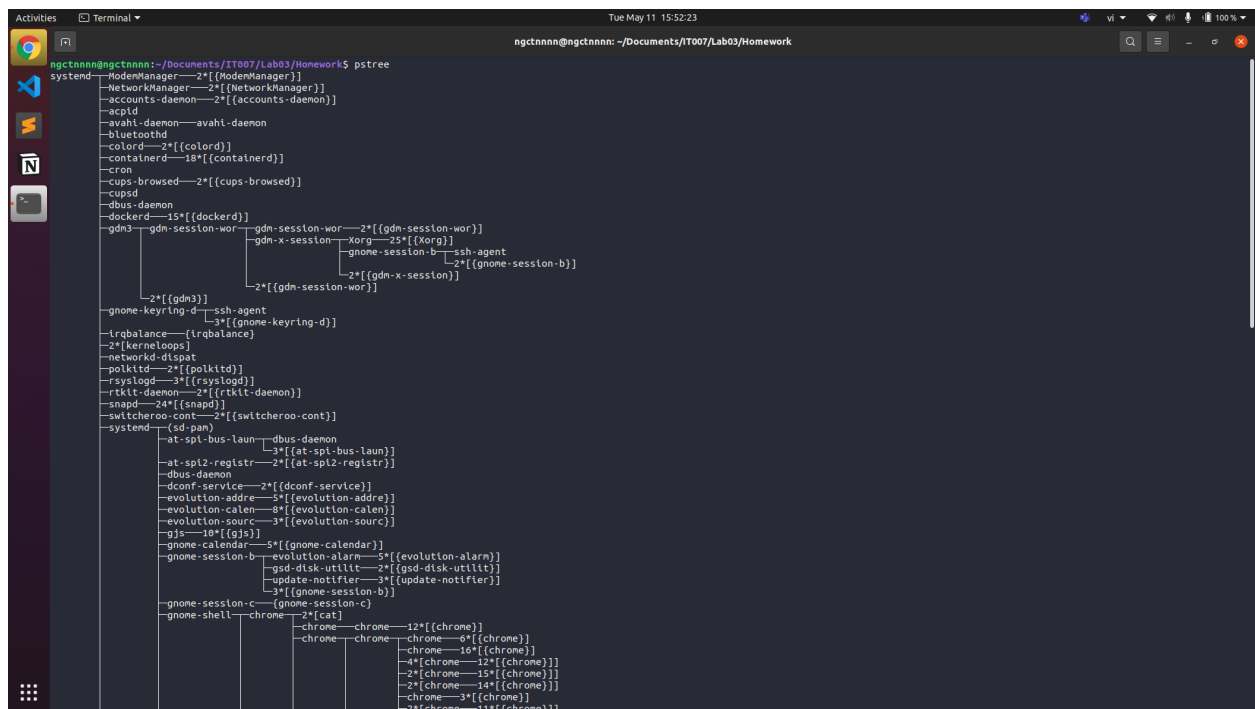 Activities Terminal Tue May 11 15:52:23 vi 100 %
ngctnnnn@ngctnnnn: ~/Documents/IT007/Lab03/Homework
ngctnnnn@ngctnnnn:~/Documents/IT007/Lab03/Homework$ pstree
systemd─┬─ModemManager───2*[{ModemManager}]
        ├─NetworkManager───2*[{NetworkManager}]
        ├─accounts-daemon───2*[{accounts-daemon}]
        ├─acpid
        ├─avahi-daemon───avahi-daemon
        ├─bluetoothd
        ├─colord───2*[{colord}]
        ├─containerd───18*[{containerd}]
        ├─cron
        ├─cups-browsed───2*[{cups-browsed}]
        ├─cupsd
        ├─dbus-daemon
        ├─dockerd───15*[{dockerd}]
        ├─gdm3─┬─gdm-session-wor─┬─gdm-session-wor───2*[{gdm-session-wor}]
        │      │                 ├─gdm-x-session─┬─Xorg───25*[{Xorg}]
        │      │                 │               ├─gnome-session-b─┬─ssh-agent
        │      │                 │               │                 └─2*[{gnome-session-b}]
        │      │                 │               └─2*[{gdm-x-session}]
        │      │                 └─2*[{gdm-session-wor}]
        │      └─2*[{gdm3}]
        ├─gnome-keyring-d─┬─ssh-agent
        │                 └─3*[{gnome-keyring-d}]
        ├─irqbalance───{irqbalance}
        ├─2*[kerneloops]
        ├─networkd-dispat
        ├─polkitd───2*[{polkitd}]
        ├─rsyslogd───3*[{rsyslogd}]
        ├─rtkit-daemon───2*[{rtkit-daemon}]
        ├─snapd───24*[{snapd}]
        ├─switcheroo-cont───2*[{switcheroo-cont}]
        ├─systemd─┬─(sd-pam)
        │         ├─at-spi-bus-laun─┬─dbus-daemon
        │         │                 └─3*[{at-spi-bus-laun}]
        │         ├─at-spi2-registr───2*[{at-spi2-registr}]
        │         ├─dbus-daemon
        │         ├─dconf-service───2*[{dconf-service}]
        │         ├─evolution-addre───5*[{evolution-addre}]
        │         ├─evolution-calen───8*[{evolution-calen}]
        │         ├─evolution-sourc───3*[{evolution-sourc}]
        │         ├─gjs───10*[{gjs}]
        │         ├─gnome-calendar───5*[{gnome-calendar}]
        │         ├─gnome-session-b─┬─evolution-alarm───5*[{evolution-alarm}]
        │         │                 ├─gsd-disk-utilit───2*[{gsd-disk-utilit}]
        │         │                 ├─update-notifier───3*[{update-notifier}]
        │         │                 └─3*[{gnome-session-b}]
        │         ├─gnome-session-c───{gnome-session-c}
        │         ├─gnome-shell─┬─chrome─┬─2*[cat]
        │         │             │        ├─chrome───chrome───12*[{chrome}]
        │         │             │        ├─chrome─┬─chrome─┬─chrome───6*[{chrome}]
        │         │             │        │        │        ├─chrome───16*[{chrome}]
        │         │             │        │        │        ├─4*[chrome───12*[{chrome}]]
        │         │             │        │        │        ├─2*[chrome───15*[{chrome}]]
        │         │             │        │        │        ├─2*[chrome───14*[{chrome}]]
        │         │             │        │        │        ├─chrome───3*[{chrome}]
        │         │             │        │        │        ├─2*[chrome───11*[{chrome}]]